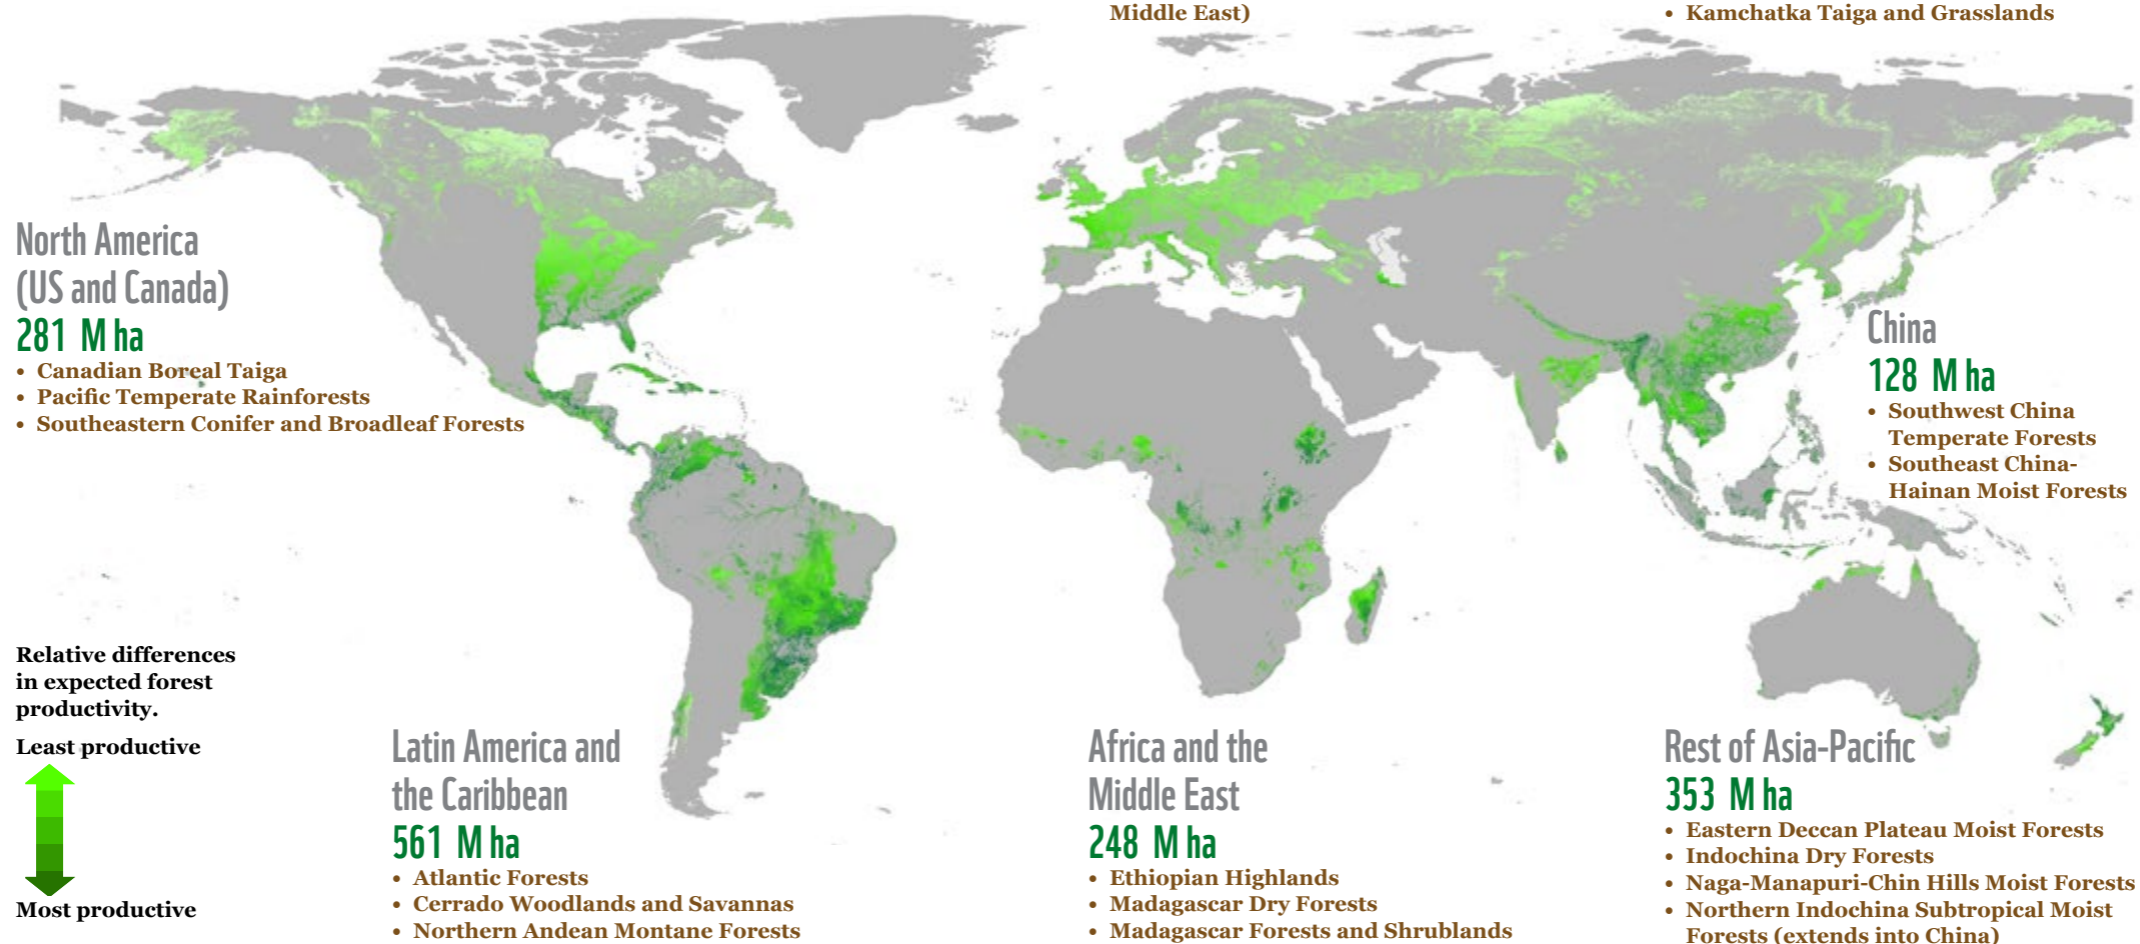 Middle East)
• Kamchatka Taiga and Grasslands
North America
(US and Canada)
281 M ha
• Canadian Boreal Taiga
• Pacific Temperate Rainforests
• Southeastern Conifer and Broadleaf Forests
China
128 M ha
• Southwest China
Temperate Forests
• Southeast China-
Hainan Moist Forests
Relative differences
in expected forest
productivity.
Least productive
Most productive
Latin America and
the Caribbean
561 M ha
• Atlantic Forests
• Cerrado Woodlands and Savannas
• Northern Andean Montane Forests
Africa and the
Middle East
248 M ha
• Ethiopian Highlands
• Madagascar Dry Forests
• Madagascar Forests and Shrublands
Rest of Asia-Pacific
353 M ha
• Eastern Deccan Plateau Moist Forests
• Indochina Dry Forests
• Naga-Manapuri-Chin Hills Moist Forests
• Northern Indochina Subtropical Moist
Forests (extends into China)